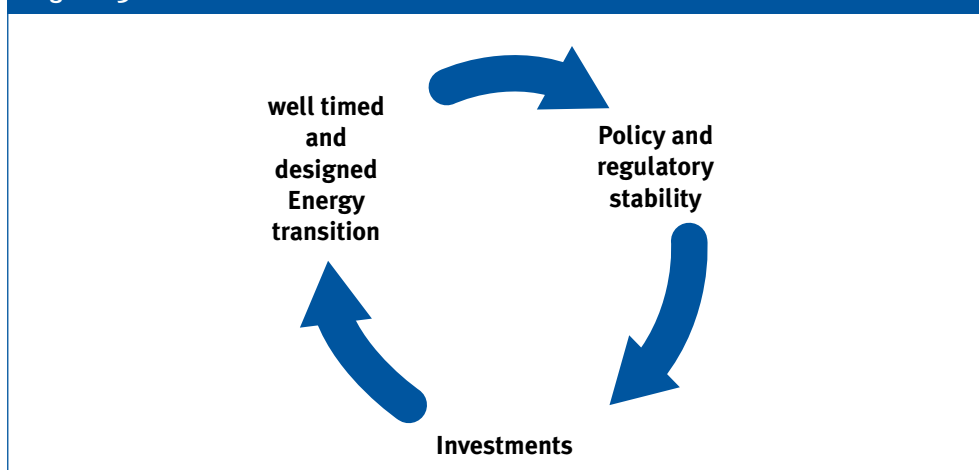 well timed
and
designed
Energy
transition
Policy and
regulatory
stability
Investments